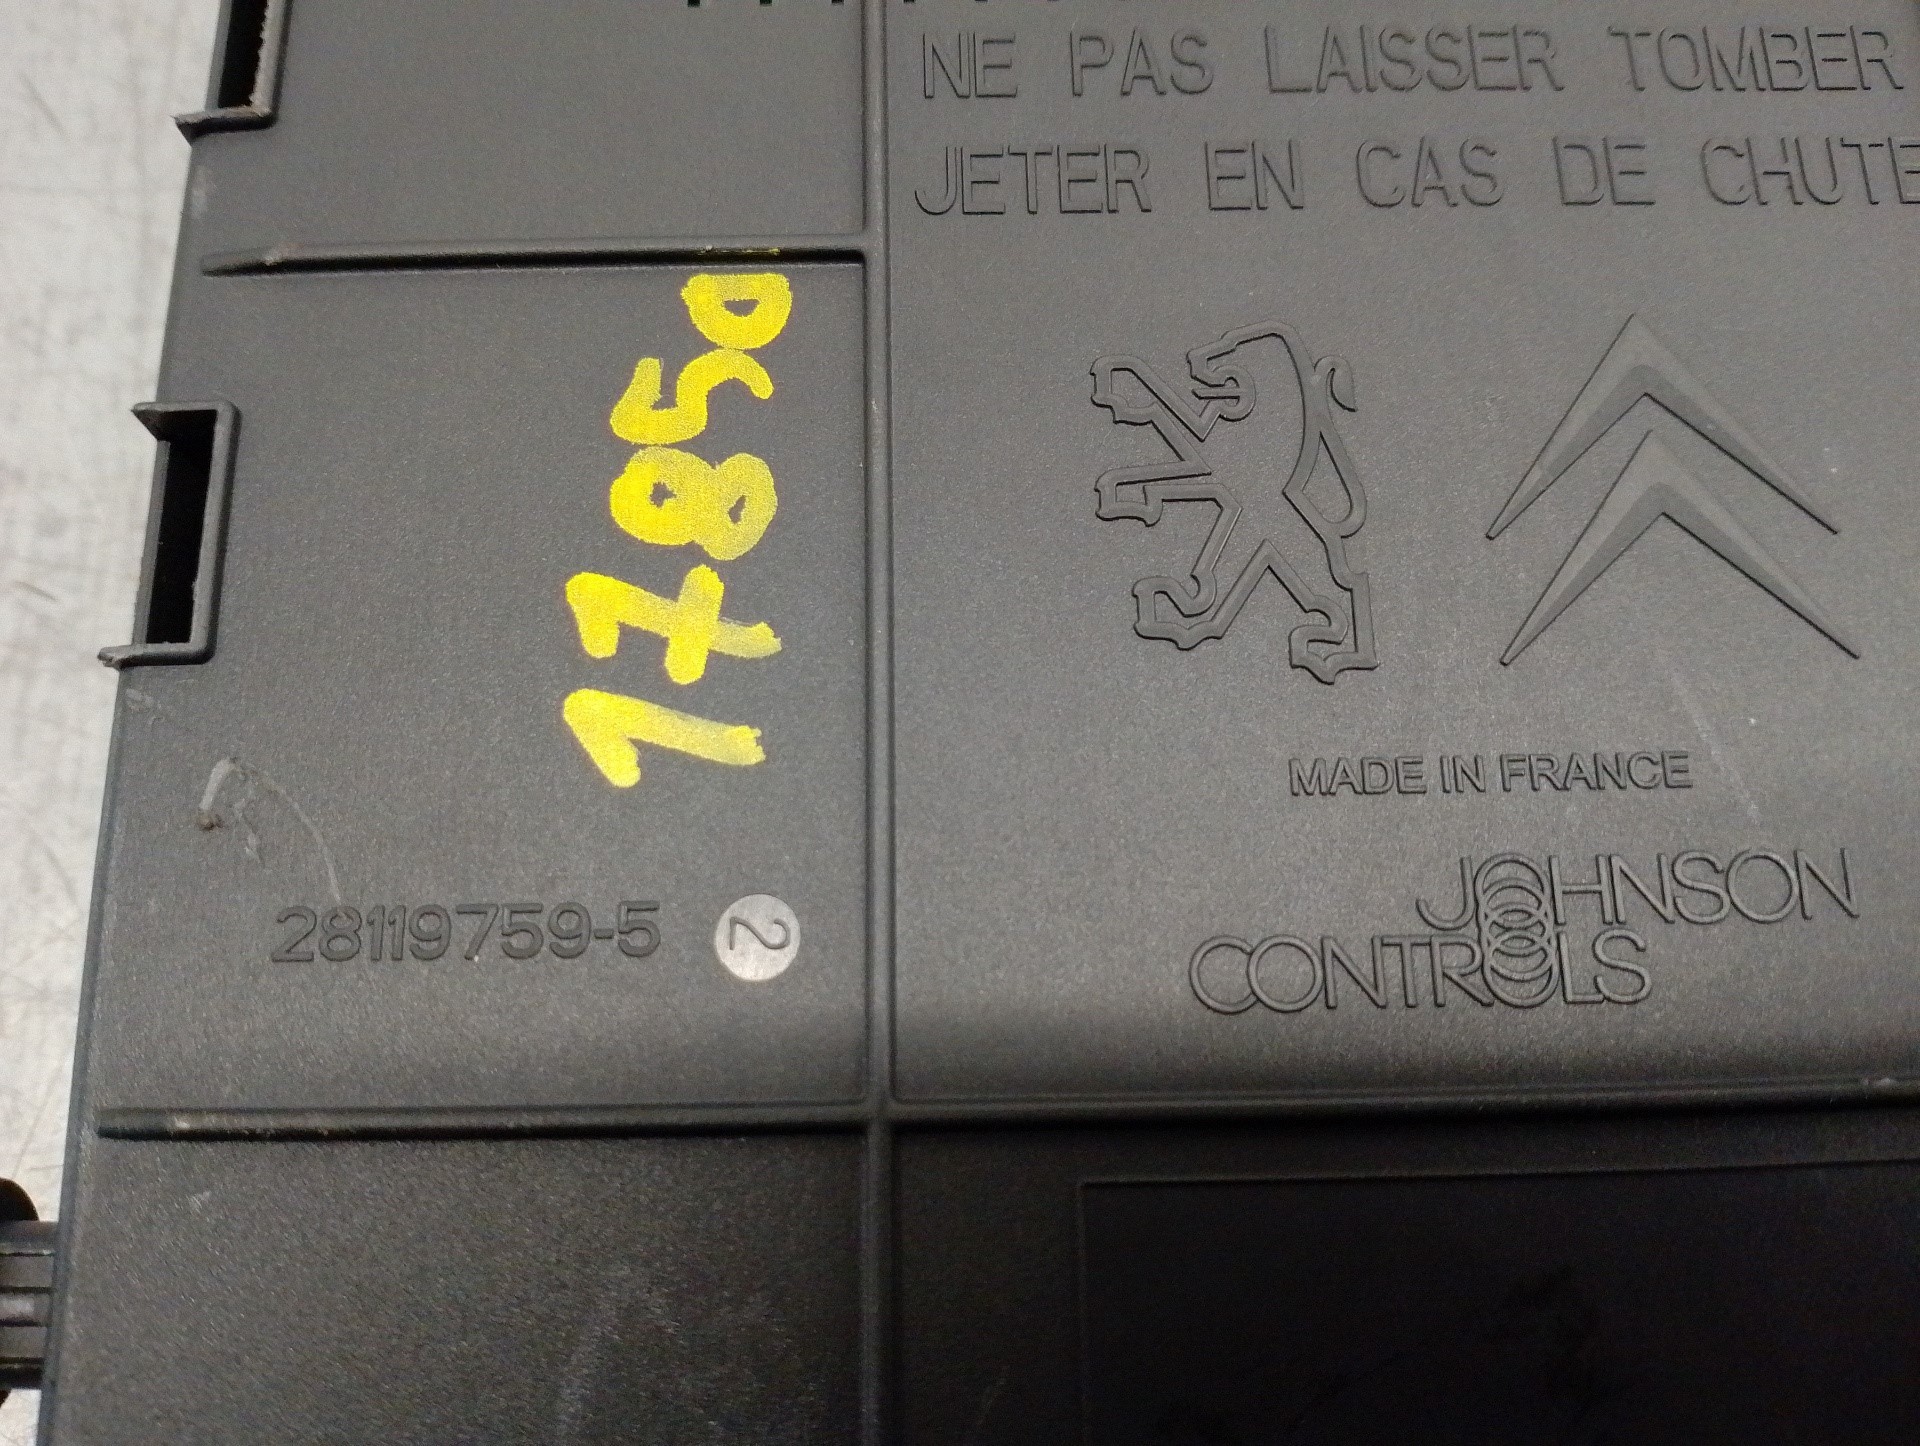 NE PAS LAISSER TOMBER
JETER EN CAS DE CHUTE
17850
MADE IN FRANCE
JOHNSON
CONTROLS
28119759-5
2